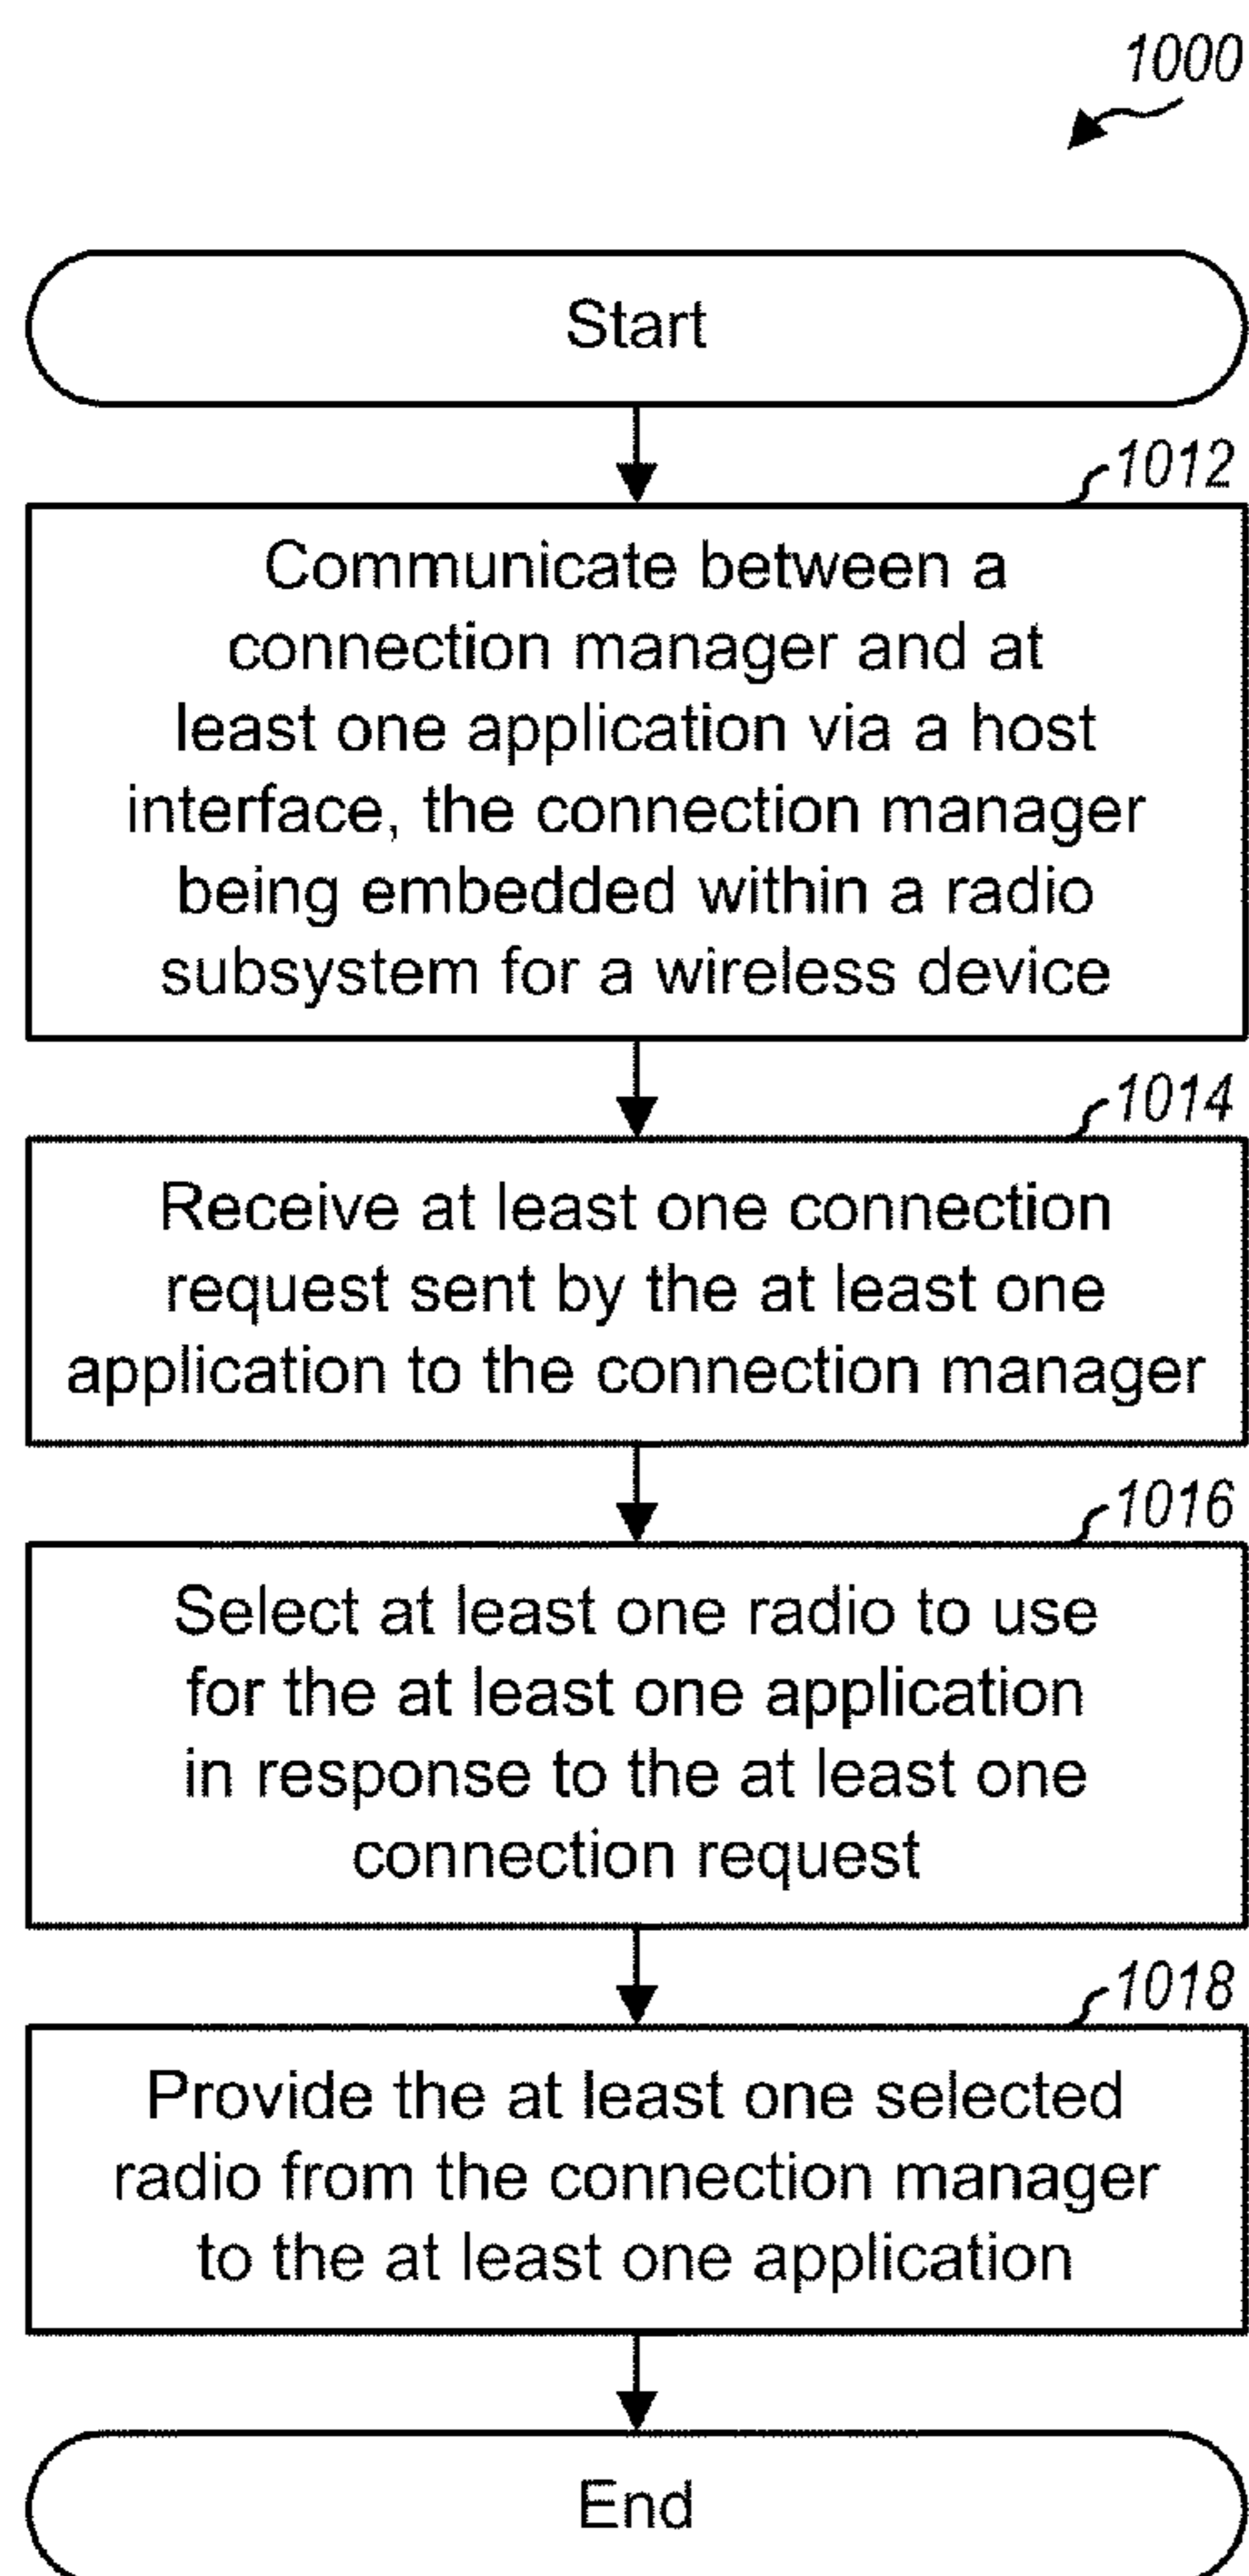 1000
Start
1012
Communicate between a
connection manager and at
least one application via a host
interface, the connection manager
being embedded within a radio
subsystem for a wireless device
1014
Receive at least one connection
request sent by the at least one
application to the connection manager
1016
Select at least one radio to use
for the at least one application
in response to the at least one
connection request
1018
Provide the at least one selected
radio from the connection manager
to the at least one application
End